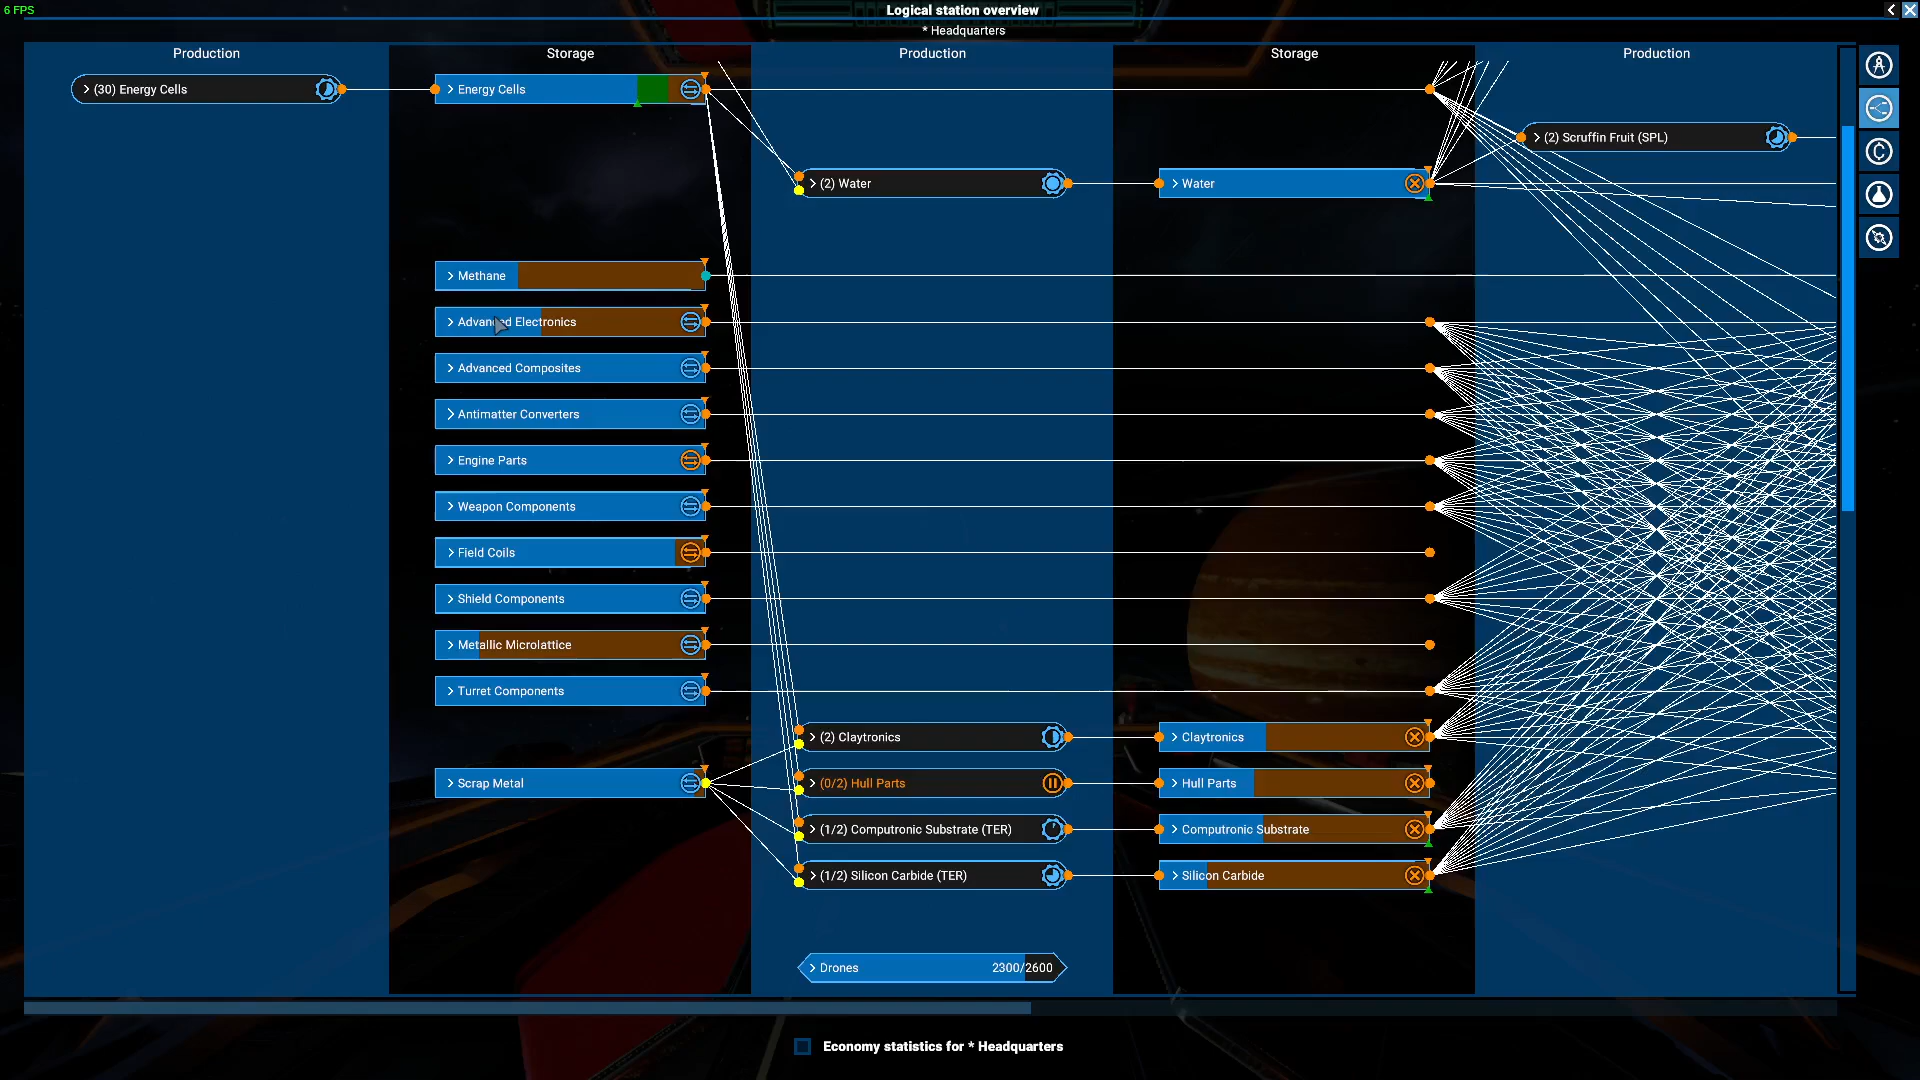 6 FPS
Logical station overview
* Headquarters
Production
Storage
Production
Storage
Production
(30) Energy Cells
Energy Cells
(2) Scruffin Fruit (SPL)
(2) Water
Water
Methane
Advanced Electronics
Advanced Composites
Antimatter Converters
Engine Parts
Weapon Components
Field Coils
Shield Components
Metallic Microlattice
Turret Components
(2) Claytronics
Claytronics
Scrap Metal
(0/2) Hull Parts
Hull Parts
(1/2) Computronic Substrate (TER)
Computronic Substrate
(1/2) Silicon Carbide (TER)
Silicon Carbide
Drones 2300/2600
Economy statistics for * Headquarters